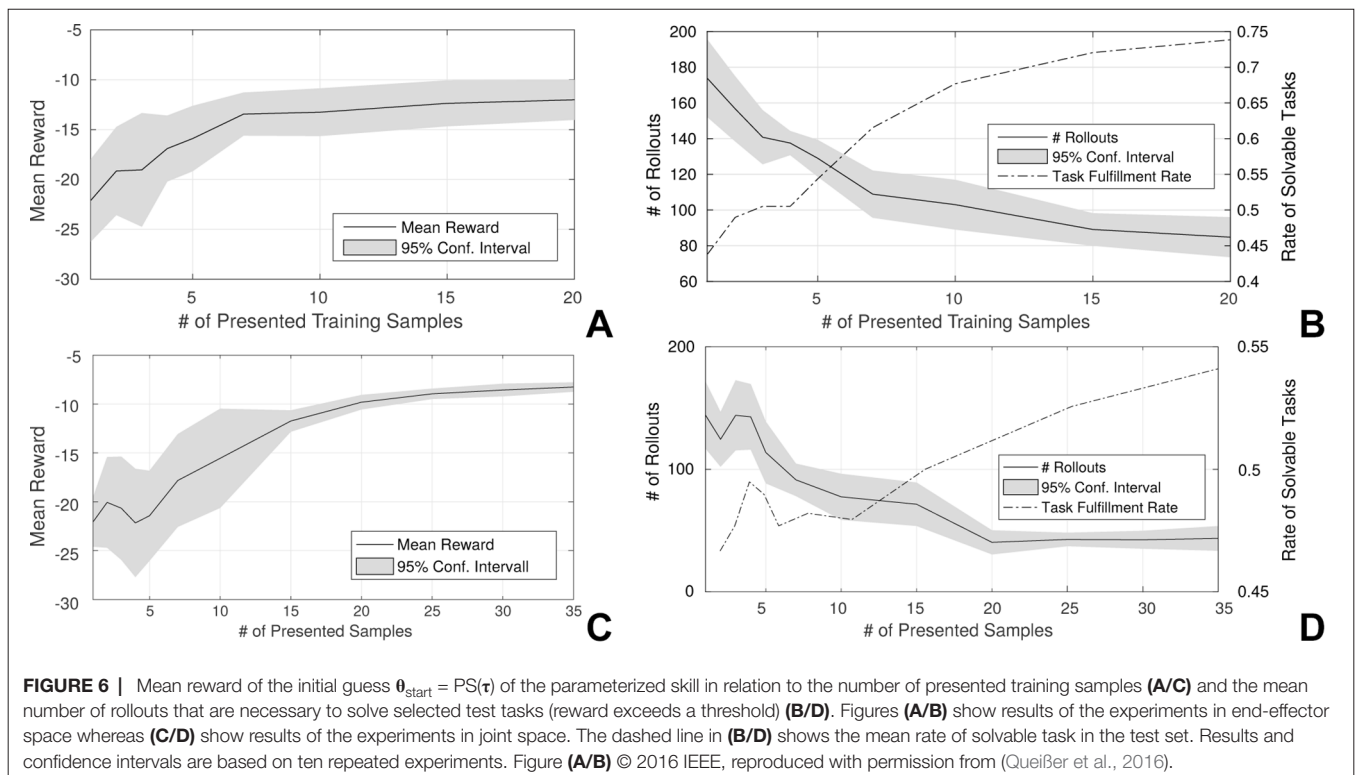 -5
-10
-15
-20
-25
-30
Mean Reward
Mean Reward
95% Conf. Interval
5
10
15
20
# of Presented Training Samples
A
200
180
160
140
120
100
80
60
# of Rollouts
# Rollouts
95% Conf. Interval
Task Fulfillment Rate
0.75
0.7
0.65
0.6
0.55
0.5
0.45
0.4
Rate of Solvable Tasks
5
10
15
20
# of Presented Training Samples
B
-5
-10
-15
-20
-25
-30
Mean Reward
Mean Reward
95% Conf. Intervall
5
10
15
20
25
30
35
# of Presented Samples
C
200
100
0
# of Rollouts
# Rollouts
95% Conf. Interval
Task Fulfillment Rate
0.55
0.5
0.45
Rate of Solvable Tasks
5
10
15
20
25
30
35
# of Presented Samples
D
FIGURE 6 | Mean reward of the initial guess θstart = PS(τ) of the parameterized skill in relation to the number of presented training samples (A/C) and the mean
number of rollouts that are necessary to solve selected test tasks (reward exceeds a threshold) (B/D). Figures (A/B) show results of the experiments in end-effector
space whereas (C/D) show results of the experiments in joint space. The dashed line in (B/D) shows the mean rate of solvable task in the test set. Results and
confidence intervals are based on ten repeated experiments. Figure (A/B) © 2016 IEEE, reproduced with permission from (Queißer et al., 2016).